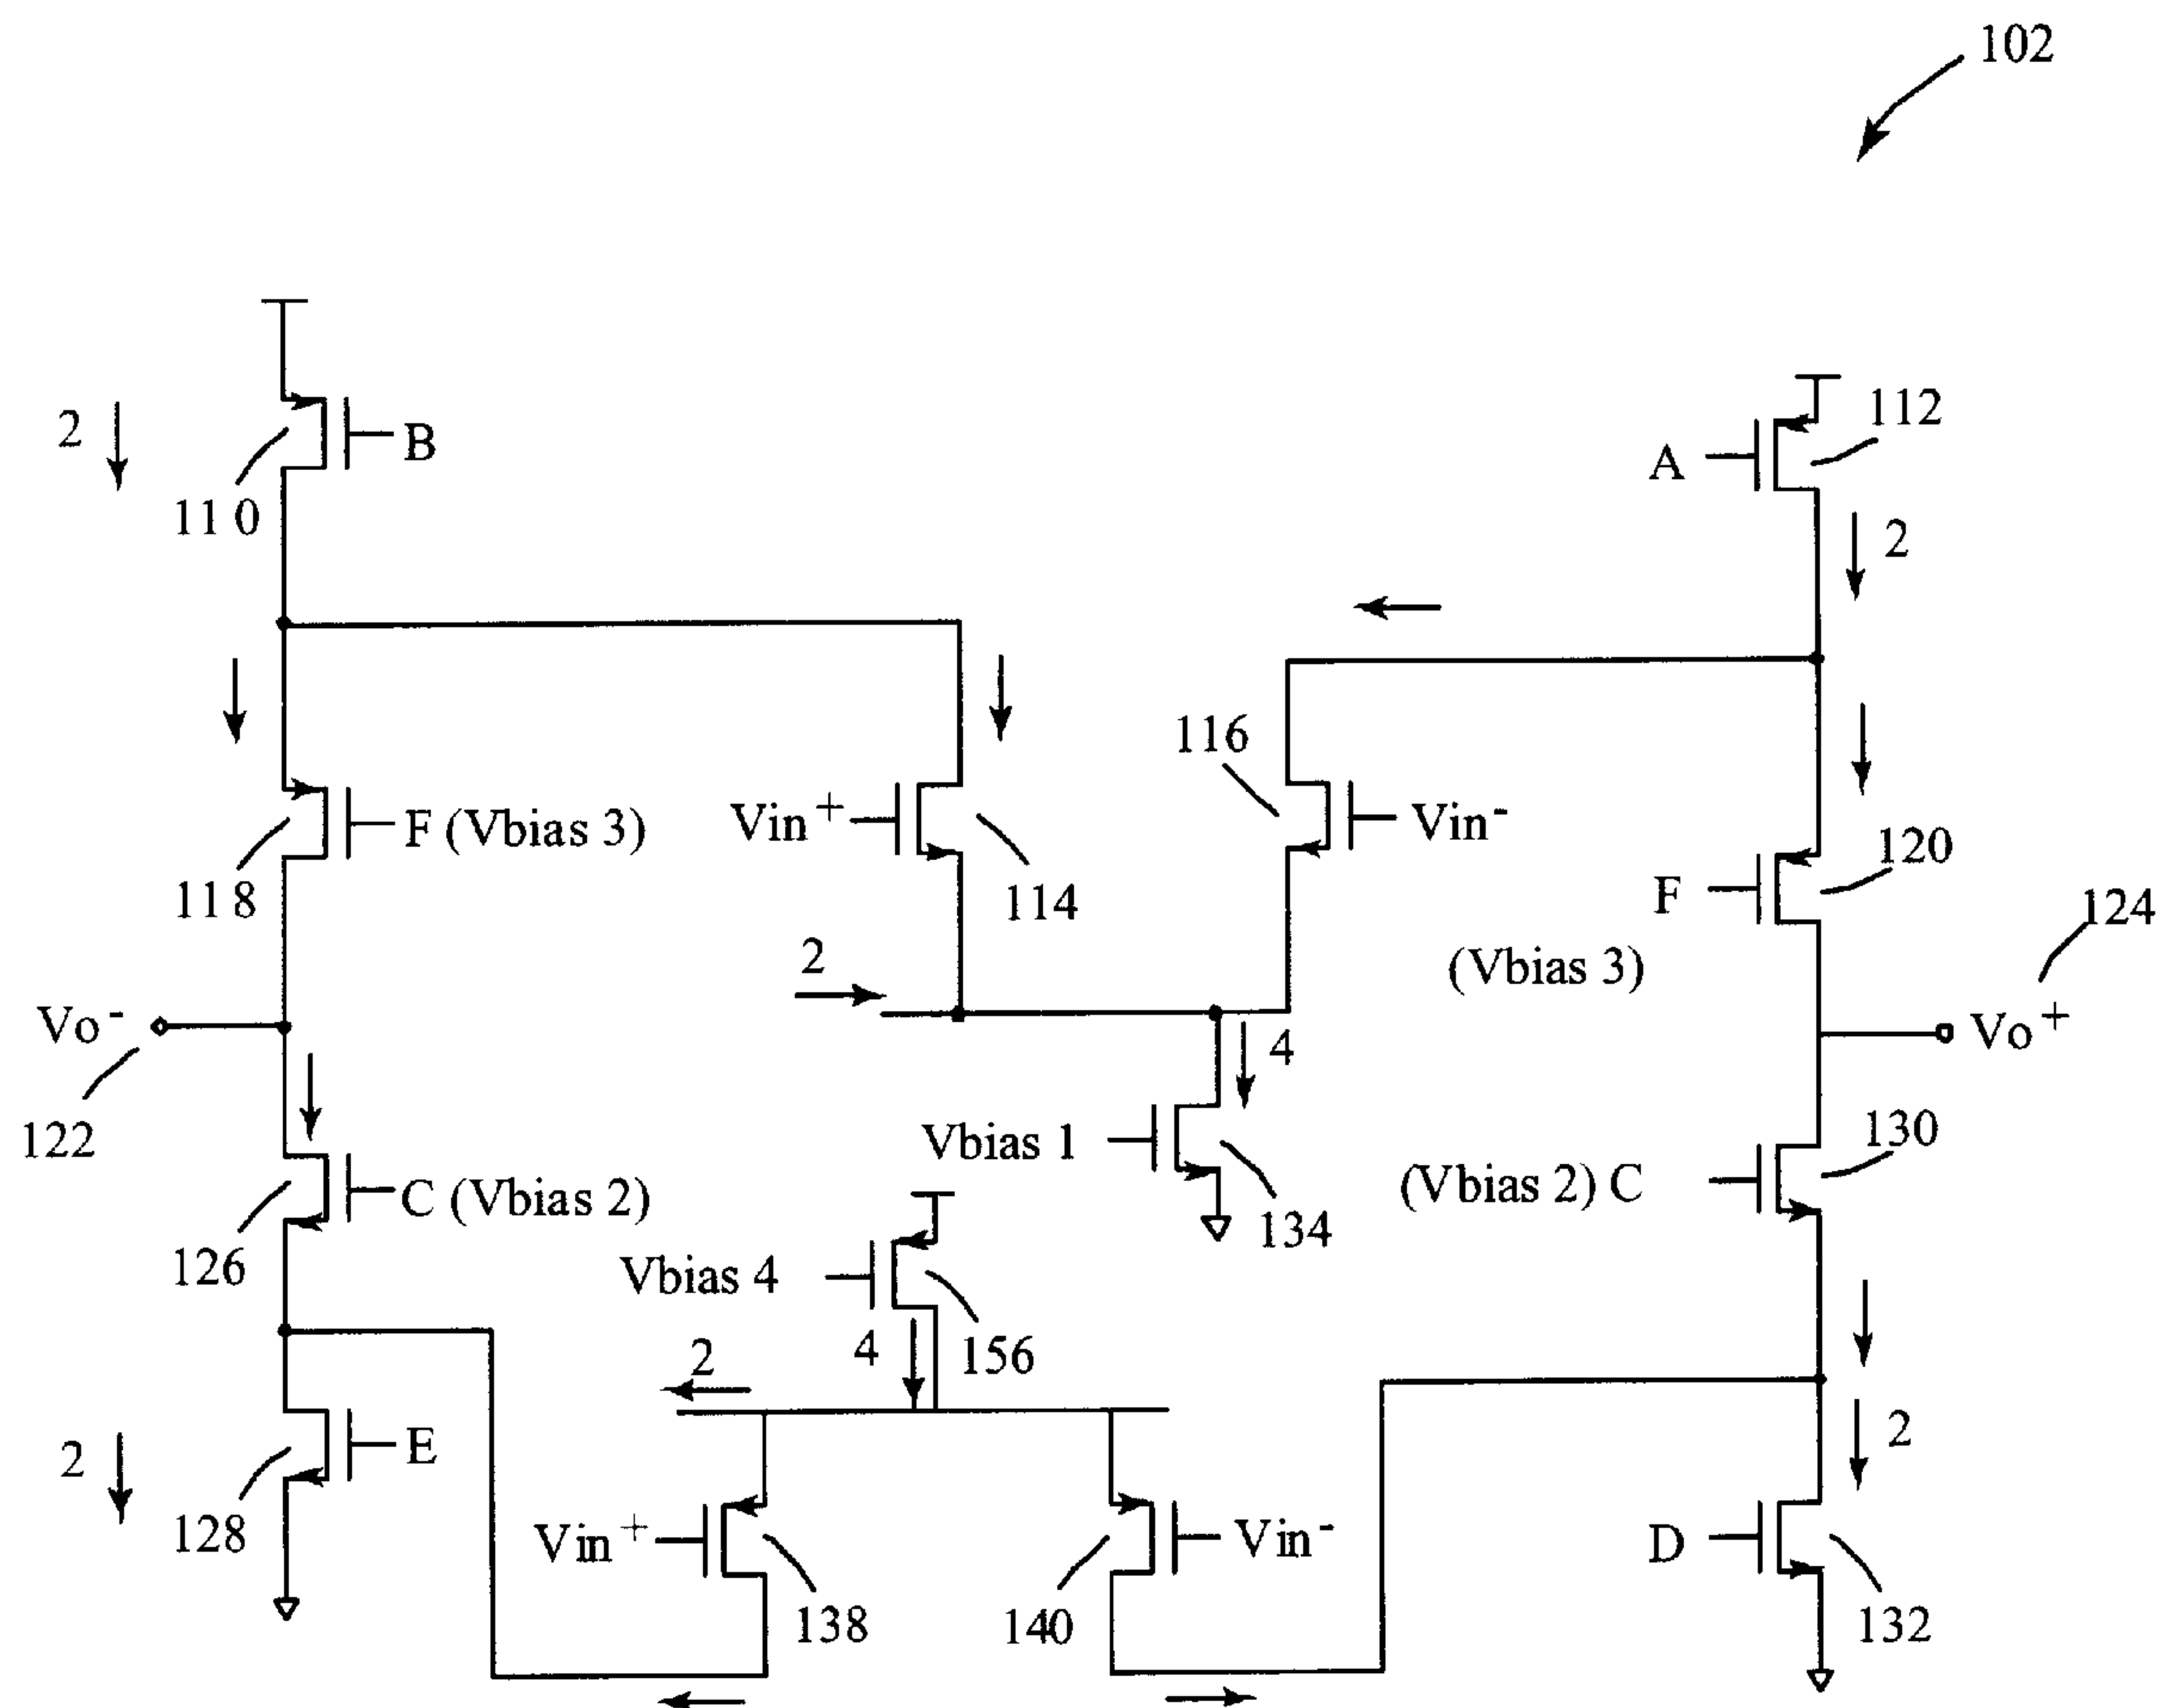 102
112
2
B
A
110
2
116
Vin+
Vin-
F (Vbias 3)
120
118
114
F
124
2
(Vbias 3)
Vo-
4
Vo+
122
Vbias 1
130
C (Vbias 2)
(Vbias 2) C
126
134
Vbias 4
2
4
156
2
E
2
128
Vin+
Vin-
D
138
140
132